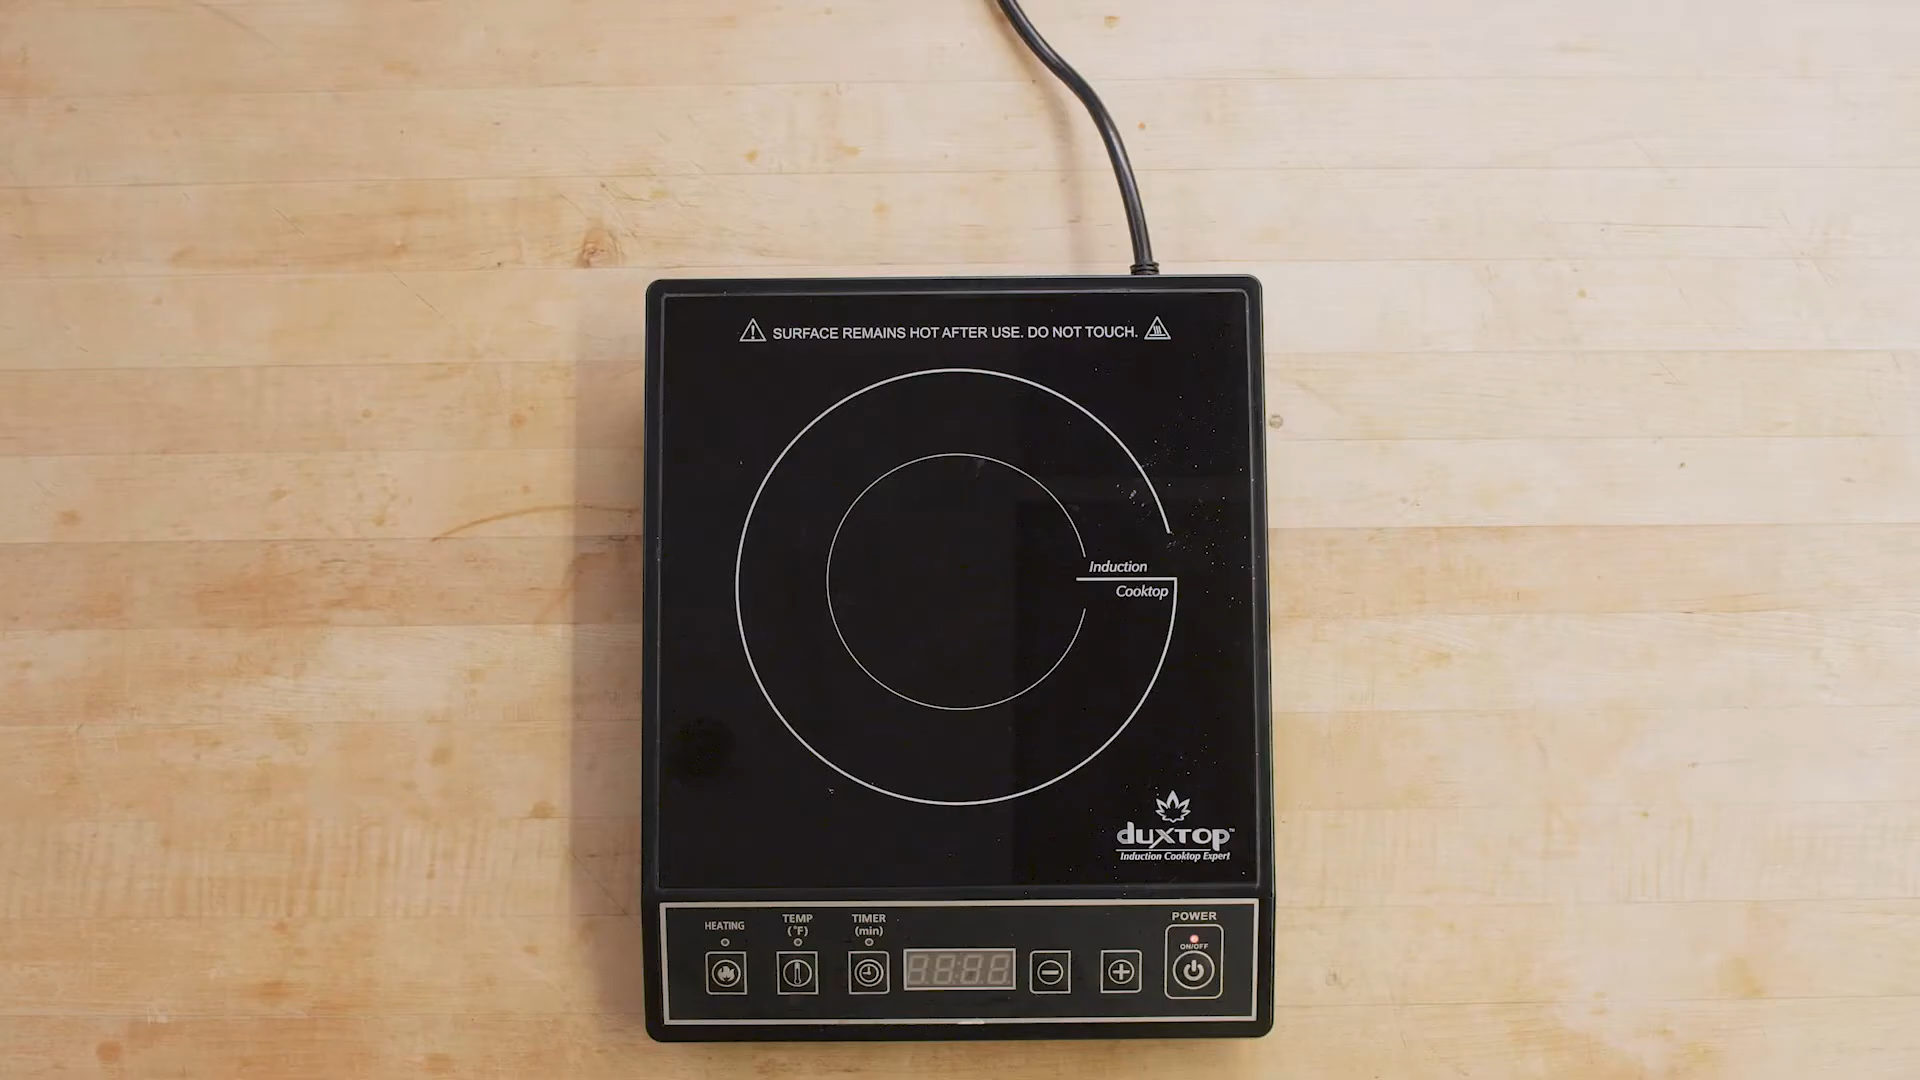 SURFACE REMAINS HOT AFTER USE. DO NOT TOUCH.
Induction
Cooktop
duxtop™
Induction Cooktop Expert
HEATING
TEMP
(°F)
TIMER
(min)
POWER
ON/OFF